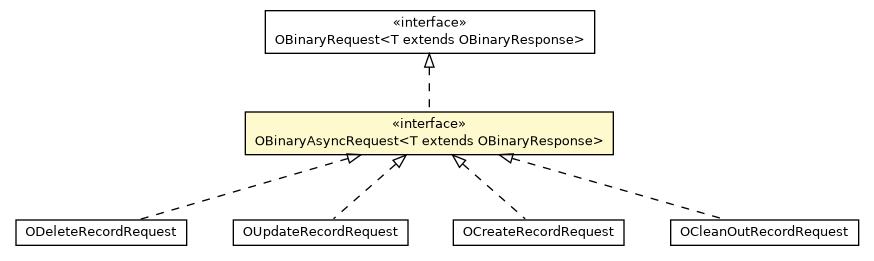 «interface»
OBinaryRequest<T extends OBinaryResponse>
«interface»
OBinaryAsyncRequest<T extends OBinaryResponse>
ODeleteRecordRequest
OUpdateRecordRequest
OCreateRecordRequest
OCleanOutRecordRequest